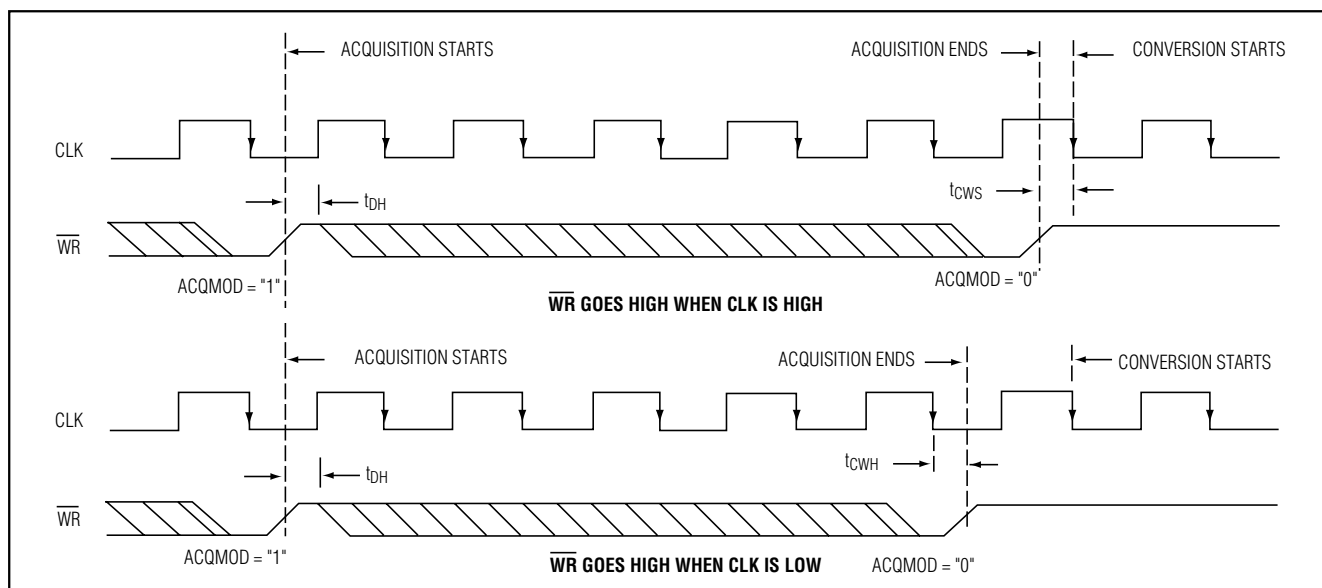 ACQUISITION STARTS
ACQUISITION ENDS
CONVERSION STARTS
CLK
tCWS
tDH
WR
ACQMOD = "1"
ACQMOD = "0"
WR GOES HIGH WHEN CLK IS HIGH
ACQUISITION STARTS
ACQUISITION ENDS
CONVERSION STARTS
CLK
tDH
tCWH
WR
ACQMOD = "1"
WR GOES HIGH WHEN CLK IS LOW
ACQMOD = "0"